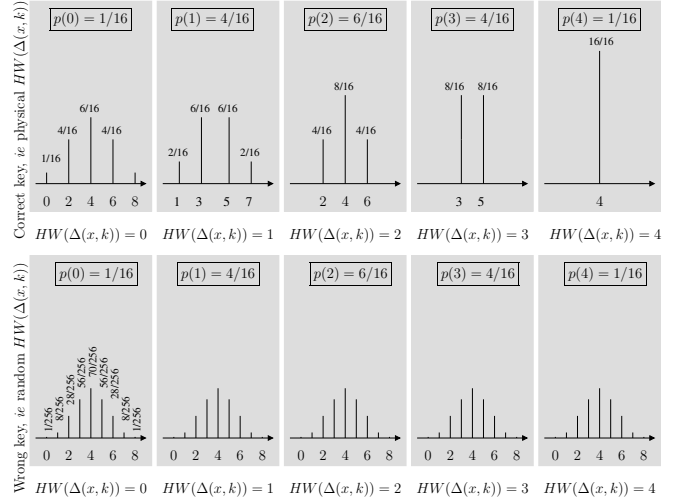 Correct key, ie physical HW(Δ(x, k))
p(0) = 1/16
p(1) = 4/16
p(2) = 6/16
p(3) = 4/16
p(4) = 1/16
1/16
4/16
6/16
4/16
2/16
6/16
6/16
2/16
4/16
8/16
4/16
8/16
8/16
16/16
0 2 4 6 8
1 3 5 7
2 4 6
3 5
4
HW(Δ(x, k)) = 0
HW(Δ(x, k)) = 1
HW(Δ(x, k)) = 2
HW(Δ(x, k)) = 3
HW(Δ(x, k)) = 4
Wrong key, ie random HW(Δ(x, k))
p(0) = 1/16
p(1) = 4/16
p(2) = 6/16
p(3) = 4/16
p(4) = 1/16
1/256
8/256
28/256
56/256
70/256
56/256
28/256
8/256
1/256
0 2 4 6 8
0 2 4 6 8
0 2 4 6 8
0 2 4 6 8
0 2 4 6 8
HW(Δ(x, k)) = 0
HW(Δ(x, k)) = 1
HW(Δ(x, k)) = 2
HW(Δ(x, k)) = 3
HW(Δ(x, k)) = 4